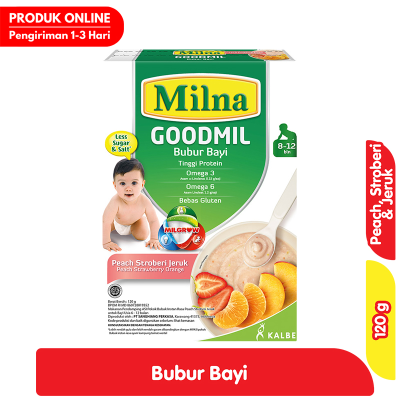 PRODUK ONLINE
Pengiriman 1-3 Hari
Milna
GOODMIL
Bubur Bayi
Tinggi Protein
Omega 3
Omega 6
Bebas Gluten
Less
Sugar
& Salt
8-12
bln
MILGROW
Peach Stroberi Jeruk
Peach Strawberry Orange
KALBE
Peach, Stroberi
& Jeruk
120 g
Bubur Bayi